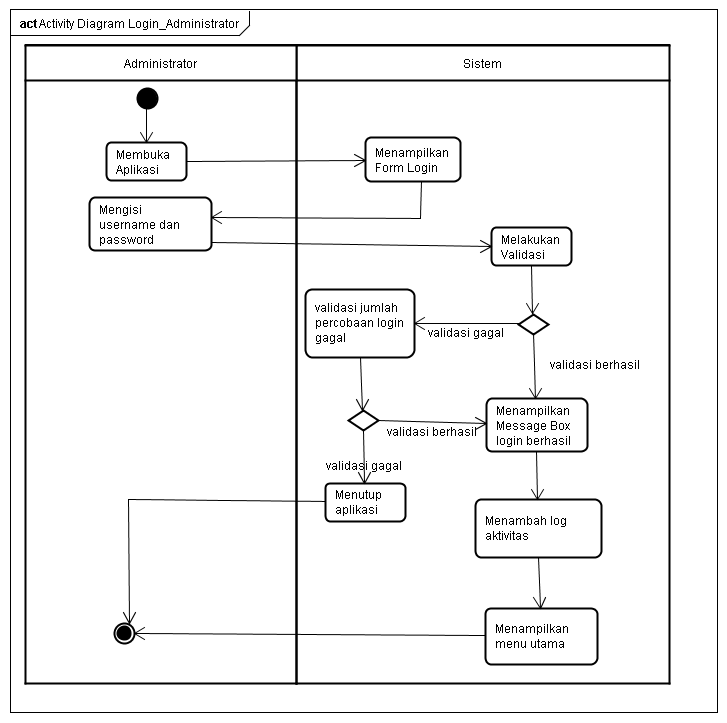 act Activity Diagram Login_Administrator
Administrator
Sistem
Membuka
Aplikasi
Menampilkan
Form Login
Mengisi
username dan
password
Melakukan
Validasi
validasi jumlah
percobaan login
gagal
validasi gagal
validasi berhasil
Menampilkan
Message Box
login berhasil
validasi berhasil
validasi gagal
Menutup
aplikasi
Menambah log
aktivitas
Menampilkan
menu utama